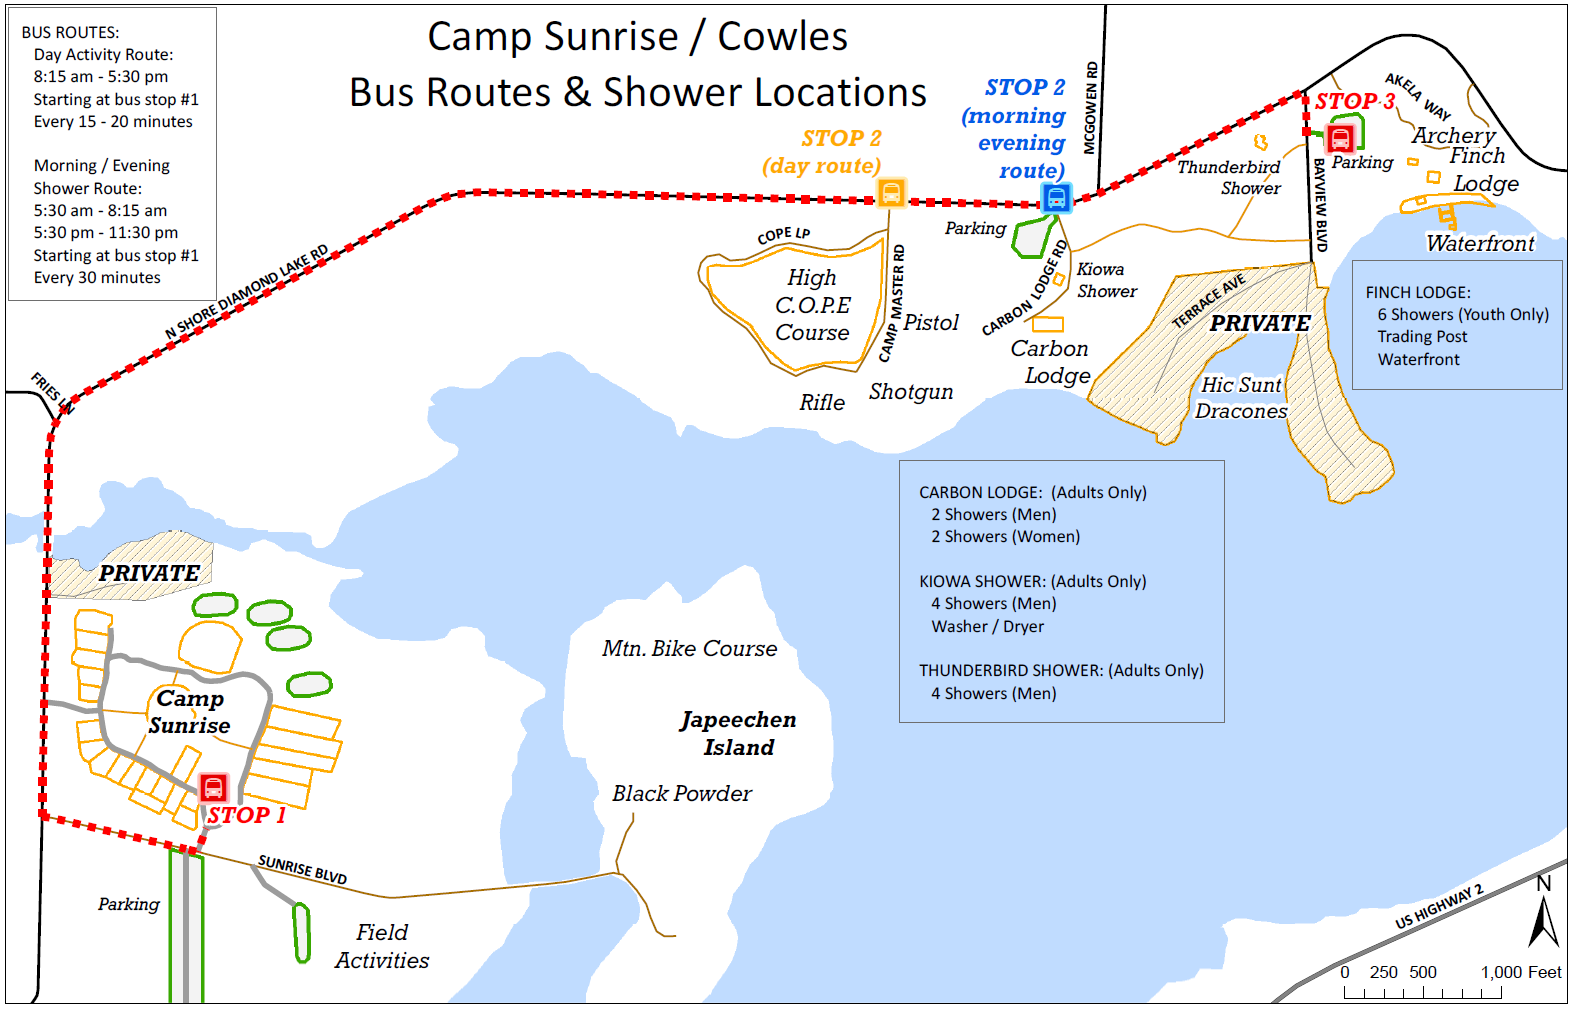 BUS ROUTES:
Day Activity Route:
8:15 am - 5:30 pm
Starting at bus stop #1
Every 15 - 20 minutes
Morning / Evening
Shower Route:
5:30 am - 8:15 am
5:30 pm - 11:30 pm
Starting at bus stop #1
Every 30 minutes
Camp Sunrise / Cowles
Bus Routes & Shower Locations
STOP 2
(day route)
STOP 2
(morning
evening
route)
MCGOWEN RD
STOP 3
Parking
AKELA WAY
Archery
Finch
Lodge
Waterfront
Thunderbird
Shower
BAYVIEW BLVD
N SHORE DIAMOND LAKE RD
FRIES LN
COPE LP
High
C.O.P.E
Course
CAMP MASTER RD
Pistol
Shotgun
Rifle
Parking
CARBON LODGE RD
Kiowa
Shower
Carbon
Lodge
TERRACE AVE
PRIVATE
Hic Sunt
Dracones
FINCH LODGE:
6 Showers (Youth Only)
Trading Post
Waterfront
CARBON LODGE: (Adults Only)
2 Showers (Men)
2 Showers (Women)
KIOWA SHOWER: (Adults Only)
4 Showers (Men)
Washer / Dryer
THUNDERBIRD SHOWER: (Adults Only)
4 Showers (Men)
PRIVATE
Camp
Sunrise
STOP 1
SUNRISE BLVD
Parking
Field
Activities
Mtn. Bike Course
Japeechen
Island
Black Powder
US HIGHWAY 2
N
0 250 500 1,000 Feet